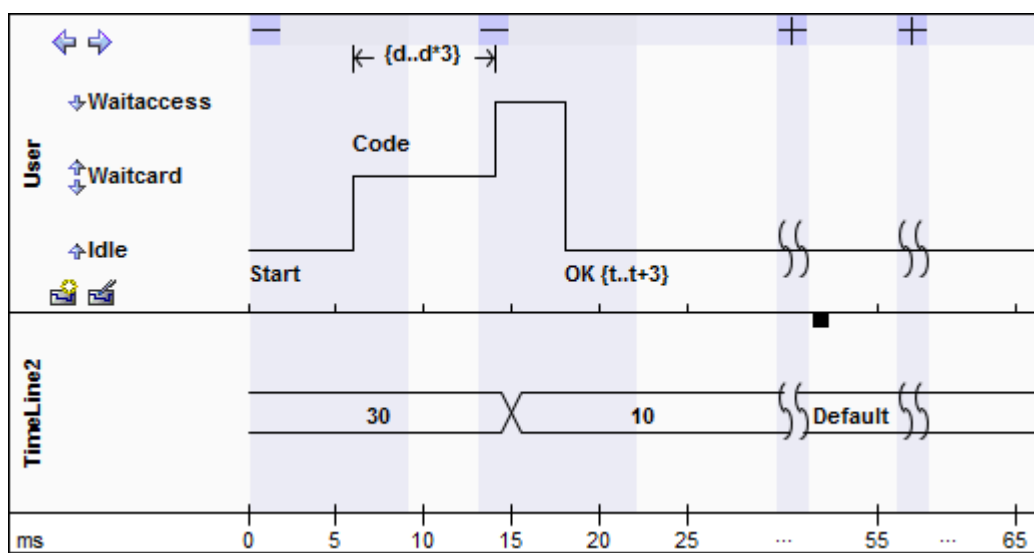 {d..d*3}
Waitaccess
Code
User
Waitcard
Idle
Start
OK {t..t+3}
TimeLine2
30
10
Default
ms
0
5
10
15
20
25
...
55
...
65